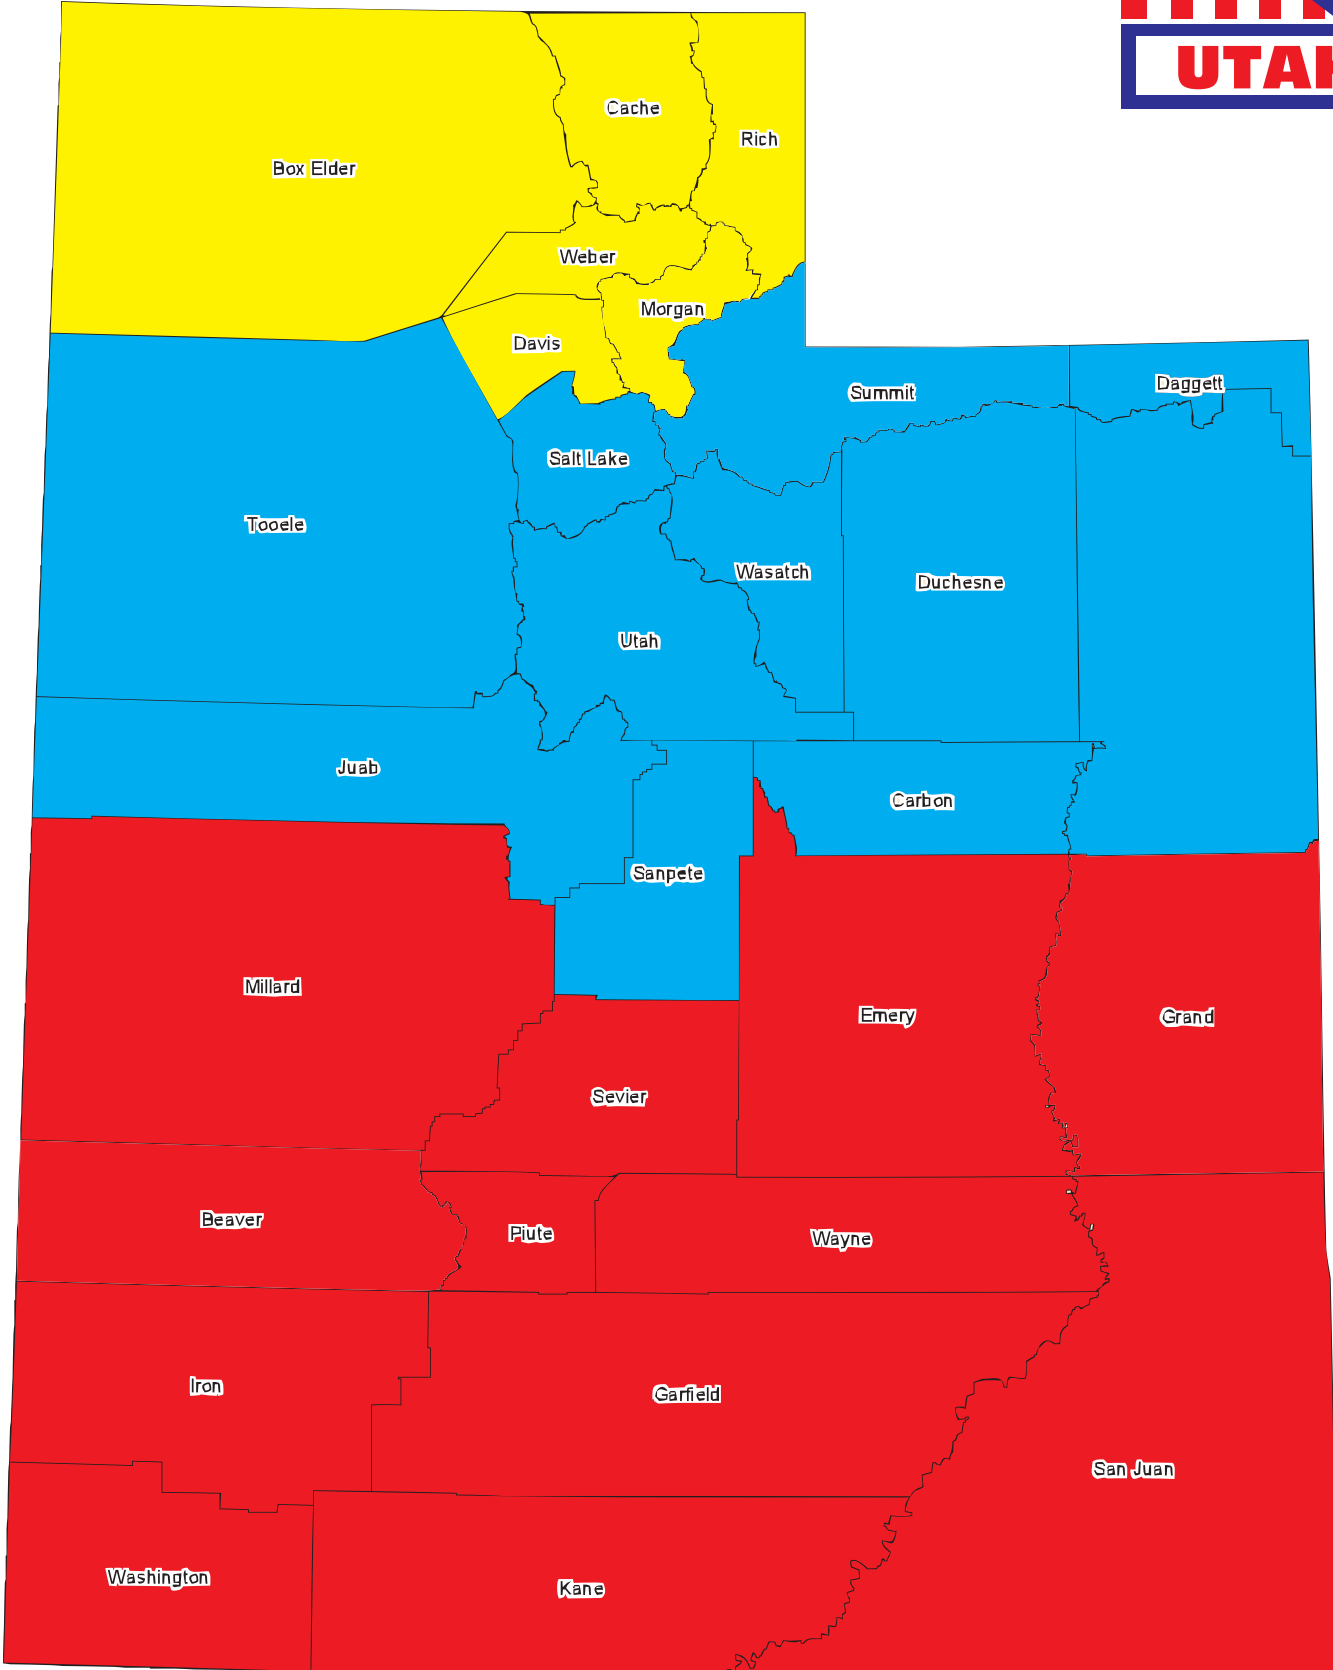 UTAH
Cache
Rich
Box Elder
Weber
Morgan
Davis
Daggett
Summit
Salt Lake
Tooele
Wasatch
Duchesne
Utah
Juab
Carbon
Sanpete
Millard
Emery
Grand
Sevier
Beaver
Piute
Wayne
Iron
Garfield
San Juan
Washington
Kane